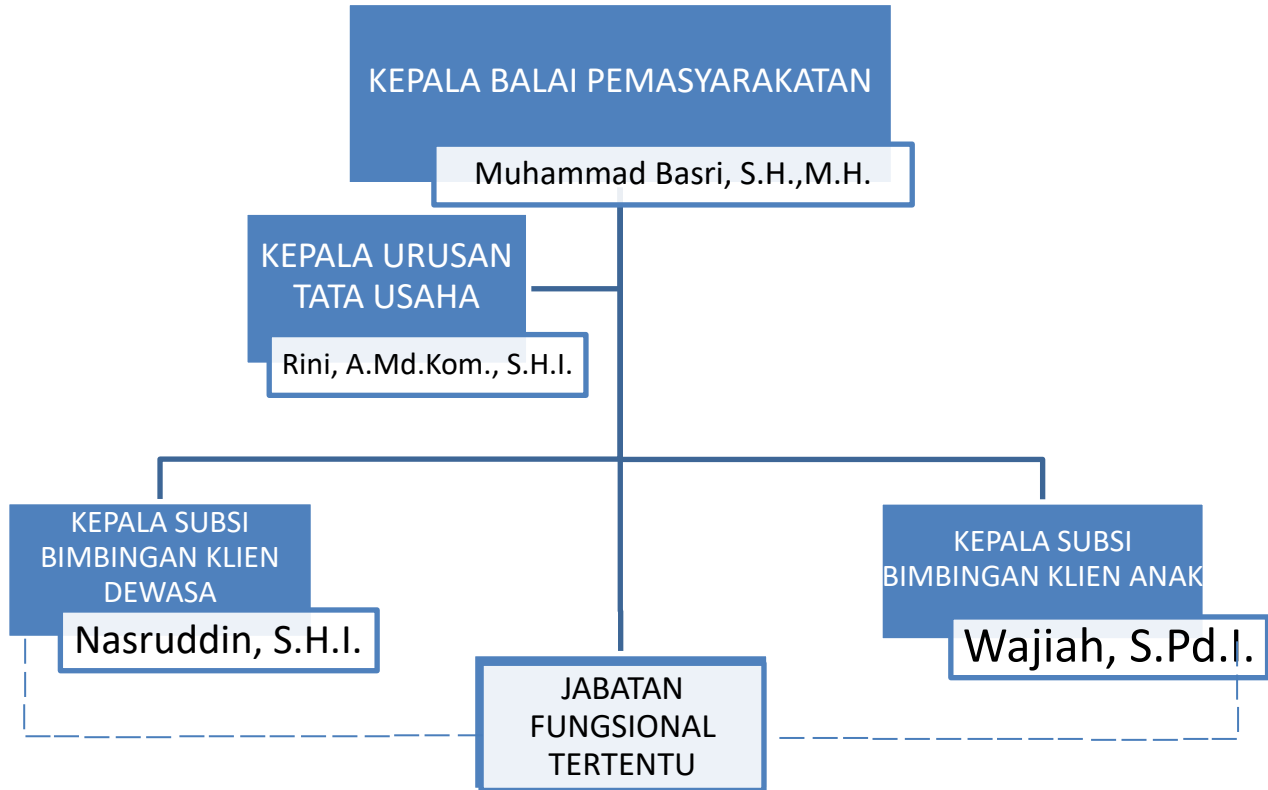 KEPALA BALAI PEMASYARAKATAN
Muhammad Basri, S.H.,M.H.
KEPALA URUSAN
TATA USAHA
Rini, A.Md.Kom., S.H.I.
KEPALA SUBSI
BIMBINGAN KLIEN
DEWASA
Nasruddin, S.H.I.
KEPALA SUBSI
BIMBINGAN KLIEN ANAK
Wajiah, S.Pd.I.
JABATAN
FUNGSIONAL
TERTENTU